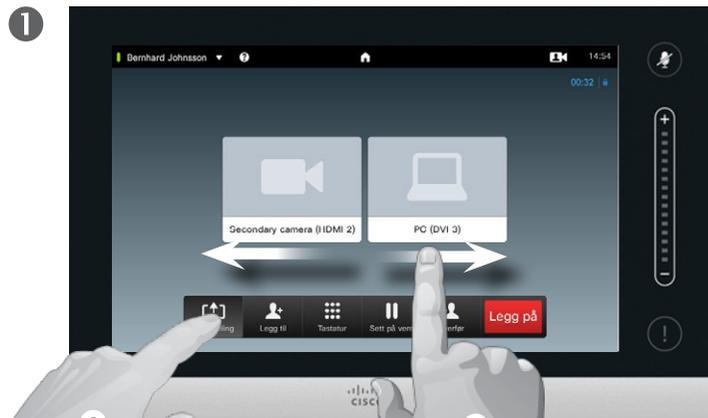 1
Bernhard Johnsson 14:54
00:32
Secondary camera (HDMI 2) PC (DVI 3)
Legg til Tastatur Legg på
CISCO